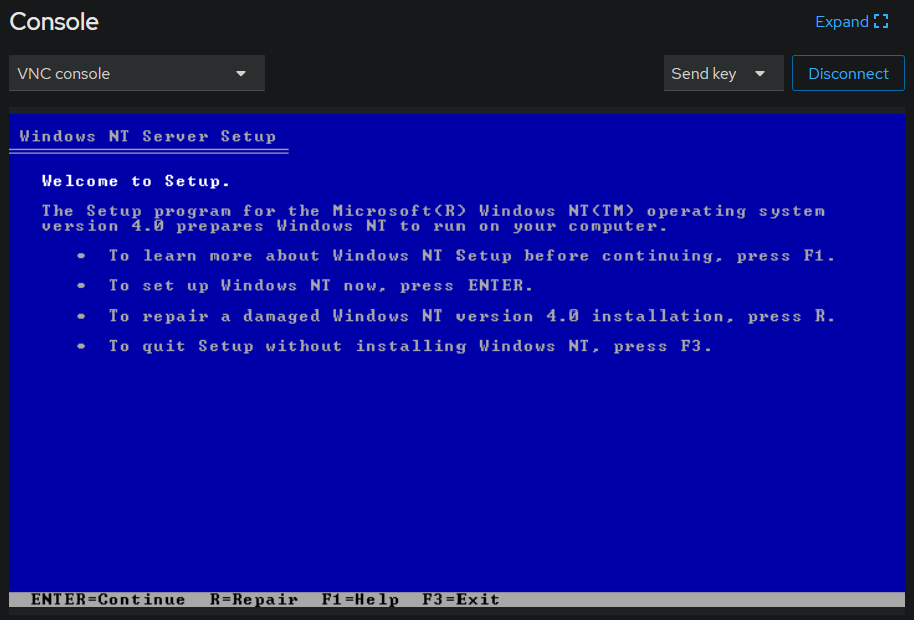 Console
Expand
VNC console
Send key
Disconnect
Windows NT Server Setup
Welcome to Setup.
The Setup program for the Microsoft(R) Windows NT(TM) operating system
version 4.0 prepares Windows NT to run on your computer.
• To learn more about Windows NT Setup before continuing, press F1.
• To set up Windows NT now, press ENTER.
• To repair a damaged Windows NT version 4.0 installation, press R.
• To quit Setup without installing Windows NT, press F3.
ENTER=Continue R=Repair F1=Help F3=Exit